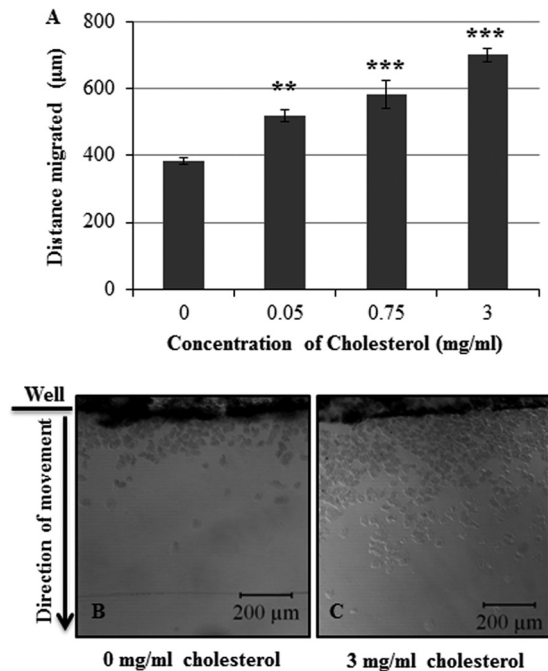 A
Distance migrated (μm)
800
600
400
200
0
**
***
***
0 0.05 0.75 3
Concentration of Cholesterol (mg/ml)
Well
Direction of movement
B
200 μm
C
200 μm
0 mg/ml cholesterol
3 mg/ml cholesterol